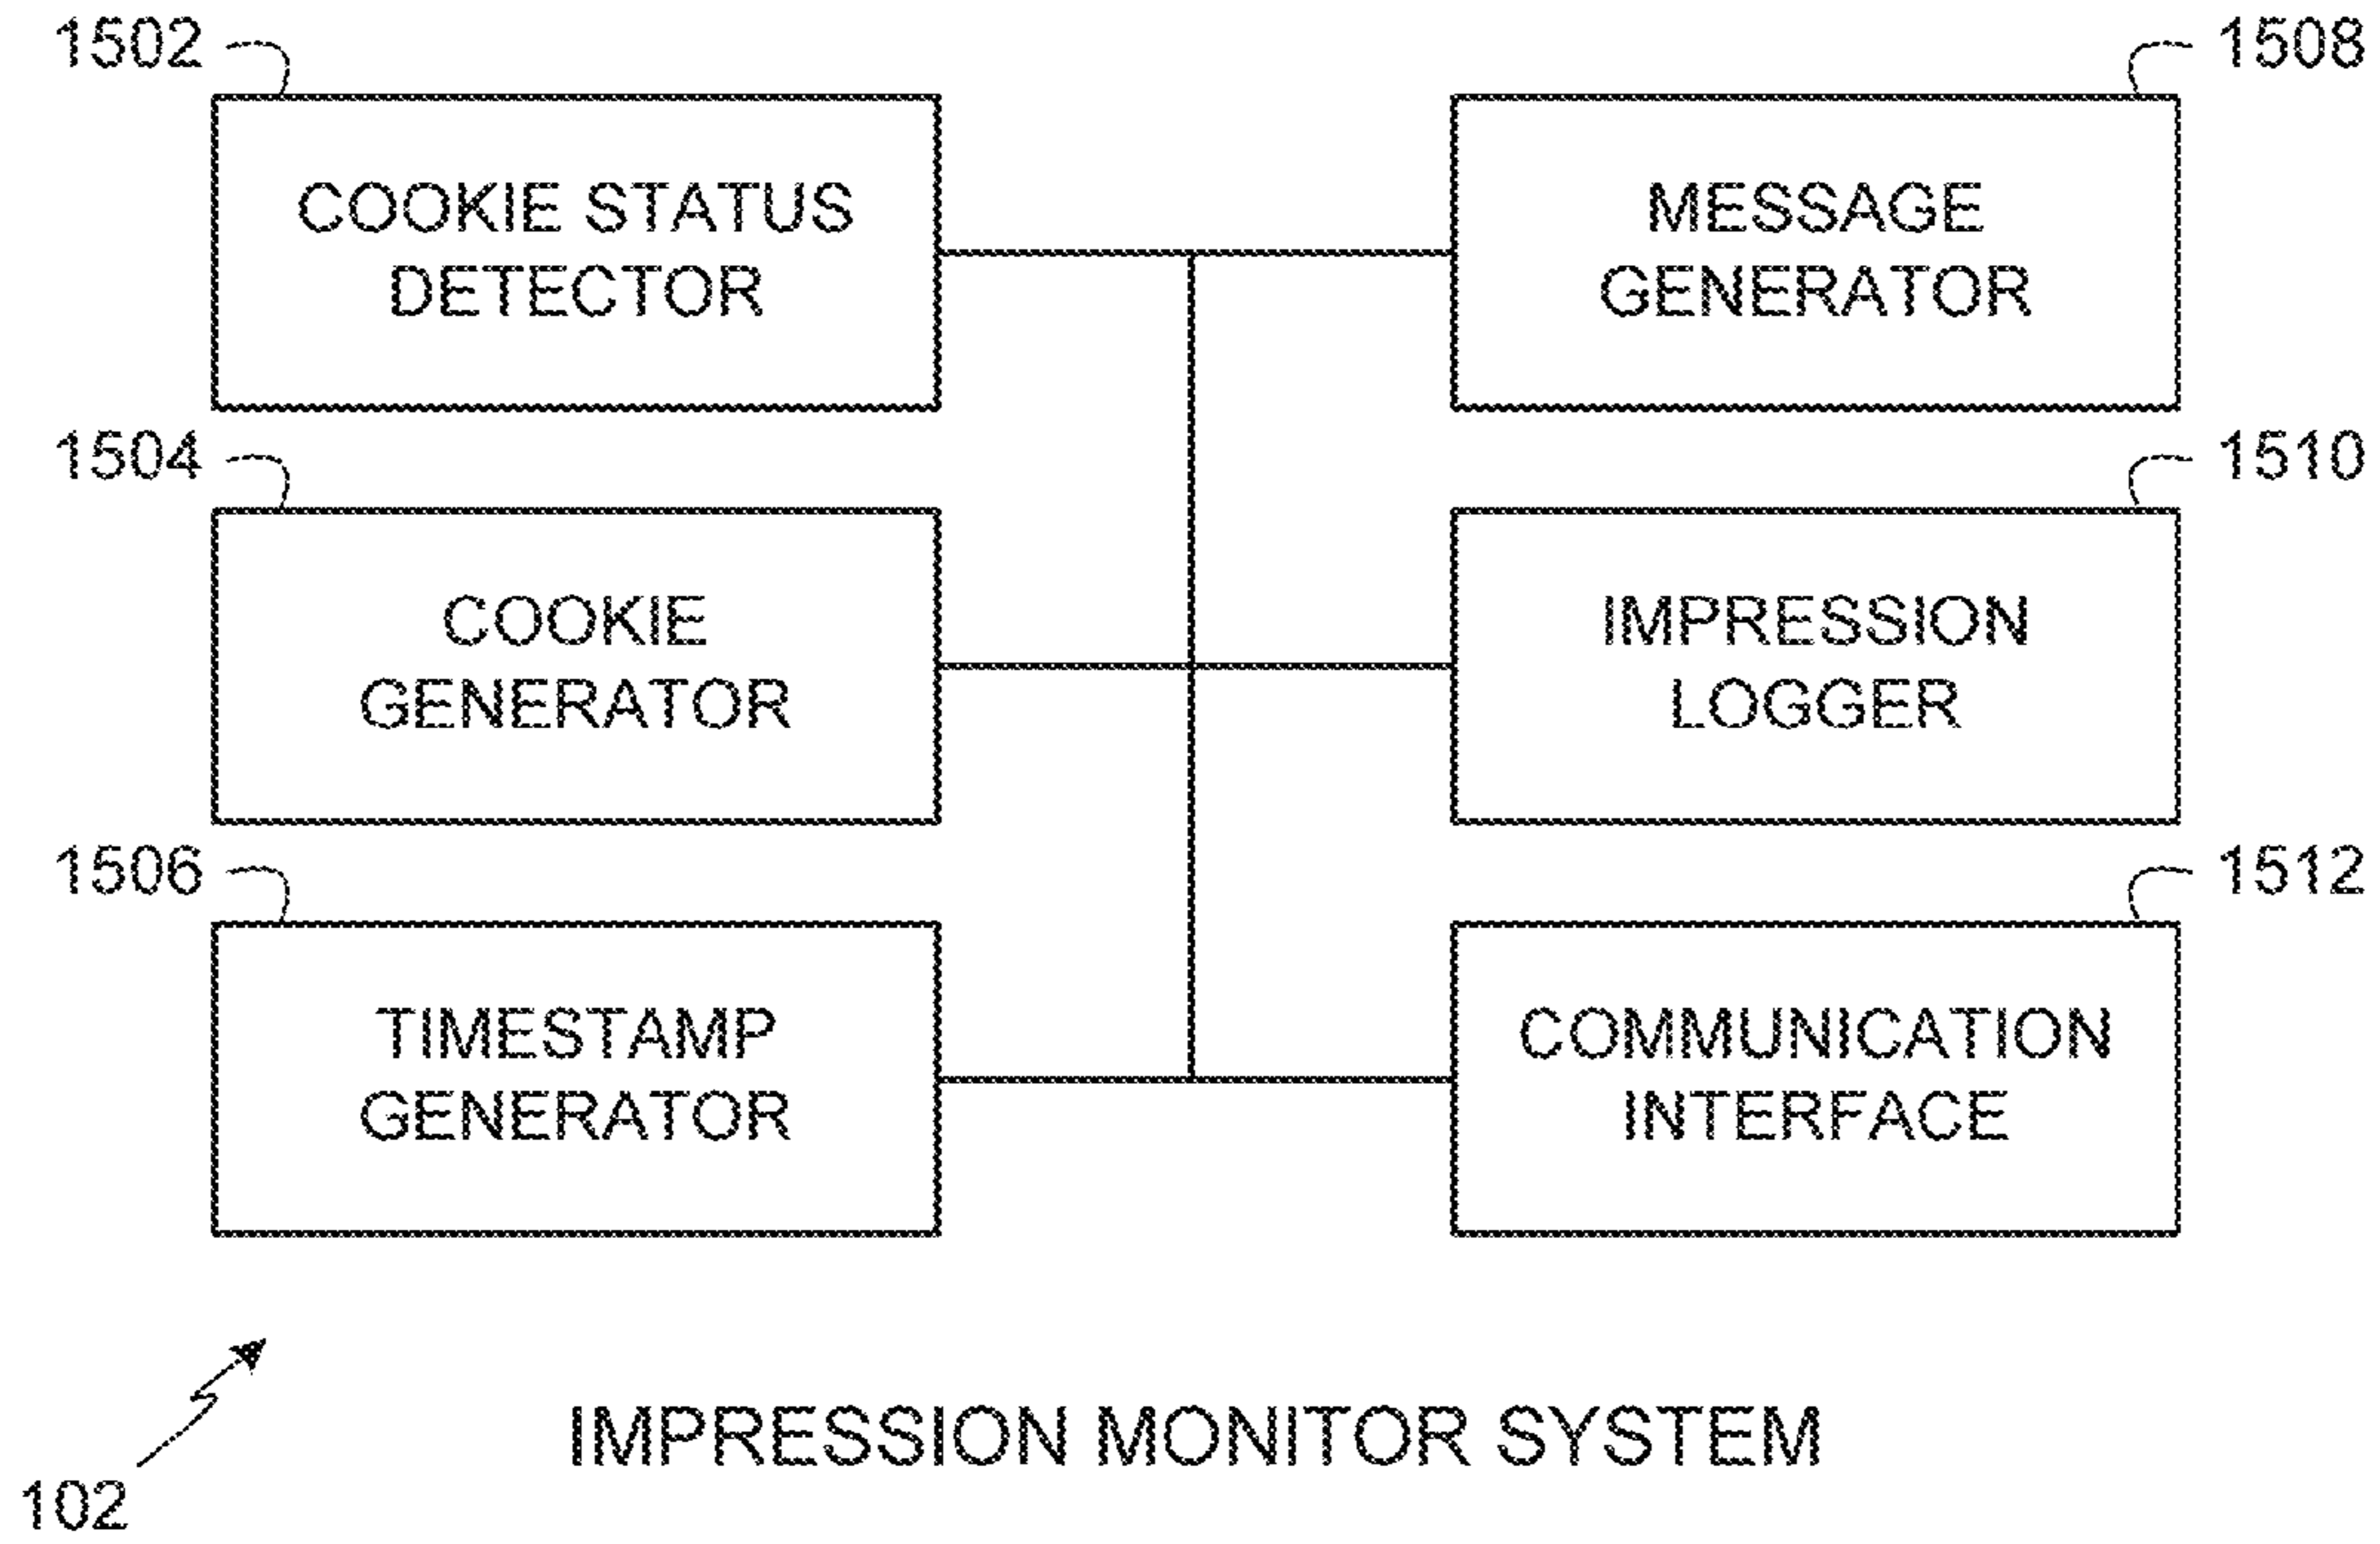 1502
COOKIE STATUS
DETECTOR
1508
MESSAGE
GENERATOR
1504
COOKIE
GENERATOR
1510
IMPRESSION
LOGGER
1506
TIMESTAMP
GENERATOR
1512
COMMUNICATION
INTERFACE
102
IMPRESSION MONITOR SYSTEM